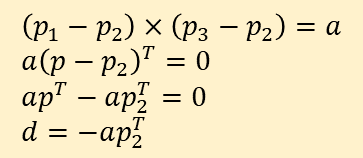 (p₁ − p₂) × (p₃ − p₂) = a
a(p − p₂)ᵀ = 0
apᵀ − ap₂ᵀ = 0
d = −ap₂ᵀ